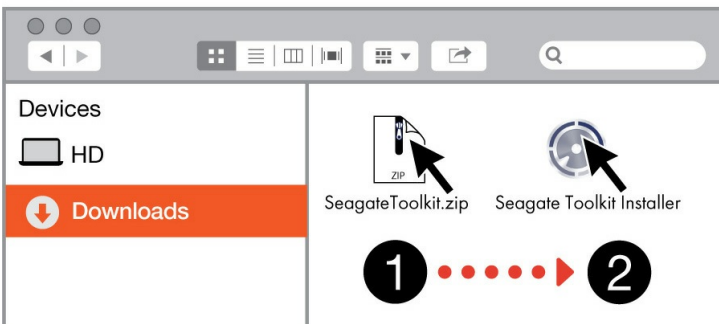 Devices
HD
Downloads
ZIP
SeagateToolkit.zip
Seagate Toolkit Installer
1
2